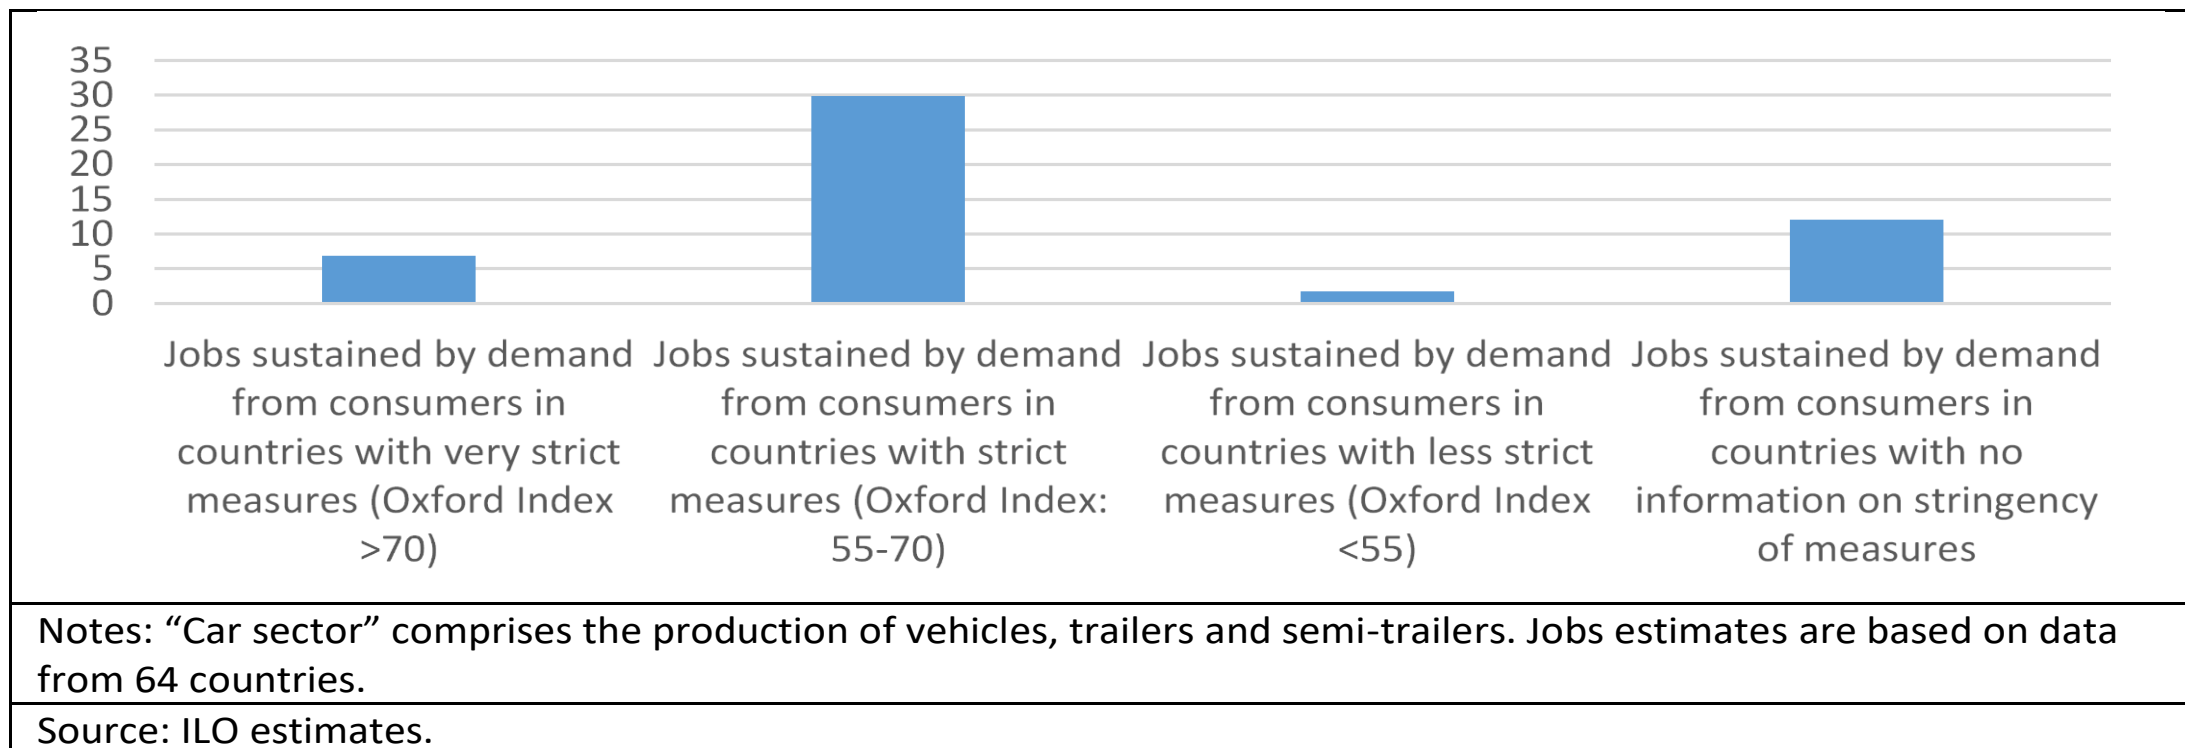 35
30
25
20
15
10
5
0
Jobs sustained by demand
from consumers in
countries with very strict
measures (Oxford Index
>70)
Jobs sustained by demand
from consumers in
countries with strict
measures (Oxford Index:
55-70)
Jobs sustained by demand
from consumers in
countries with less strict
measures (Oxford Index
<55)
Jobs sustained by demand
from consumers in
countries with no
information on stringency
of measures
Notes: “Car sector” comprises the production of vehicles, trailers and semi-trailers. Jobs estimates are based on data
from 64 countries.
Source: ILO estimates.